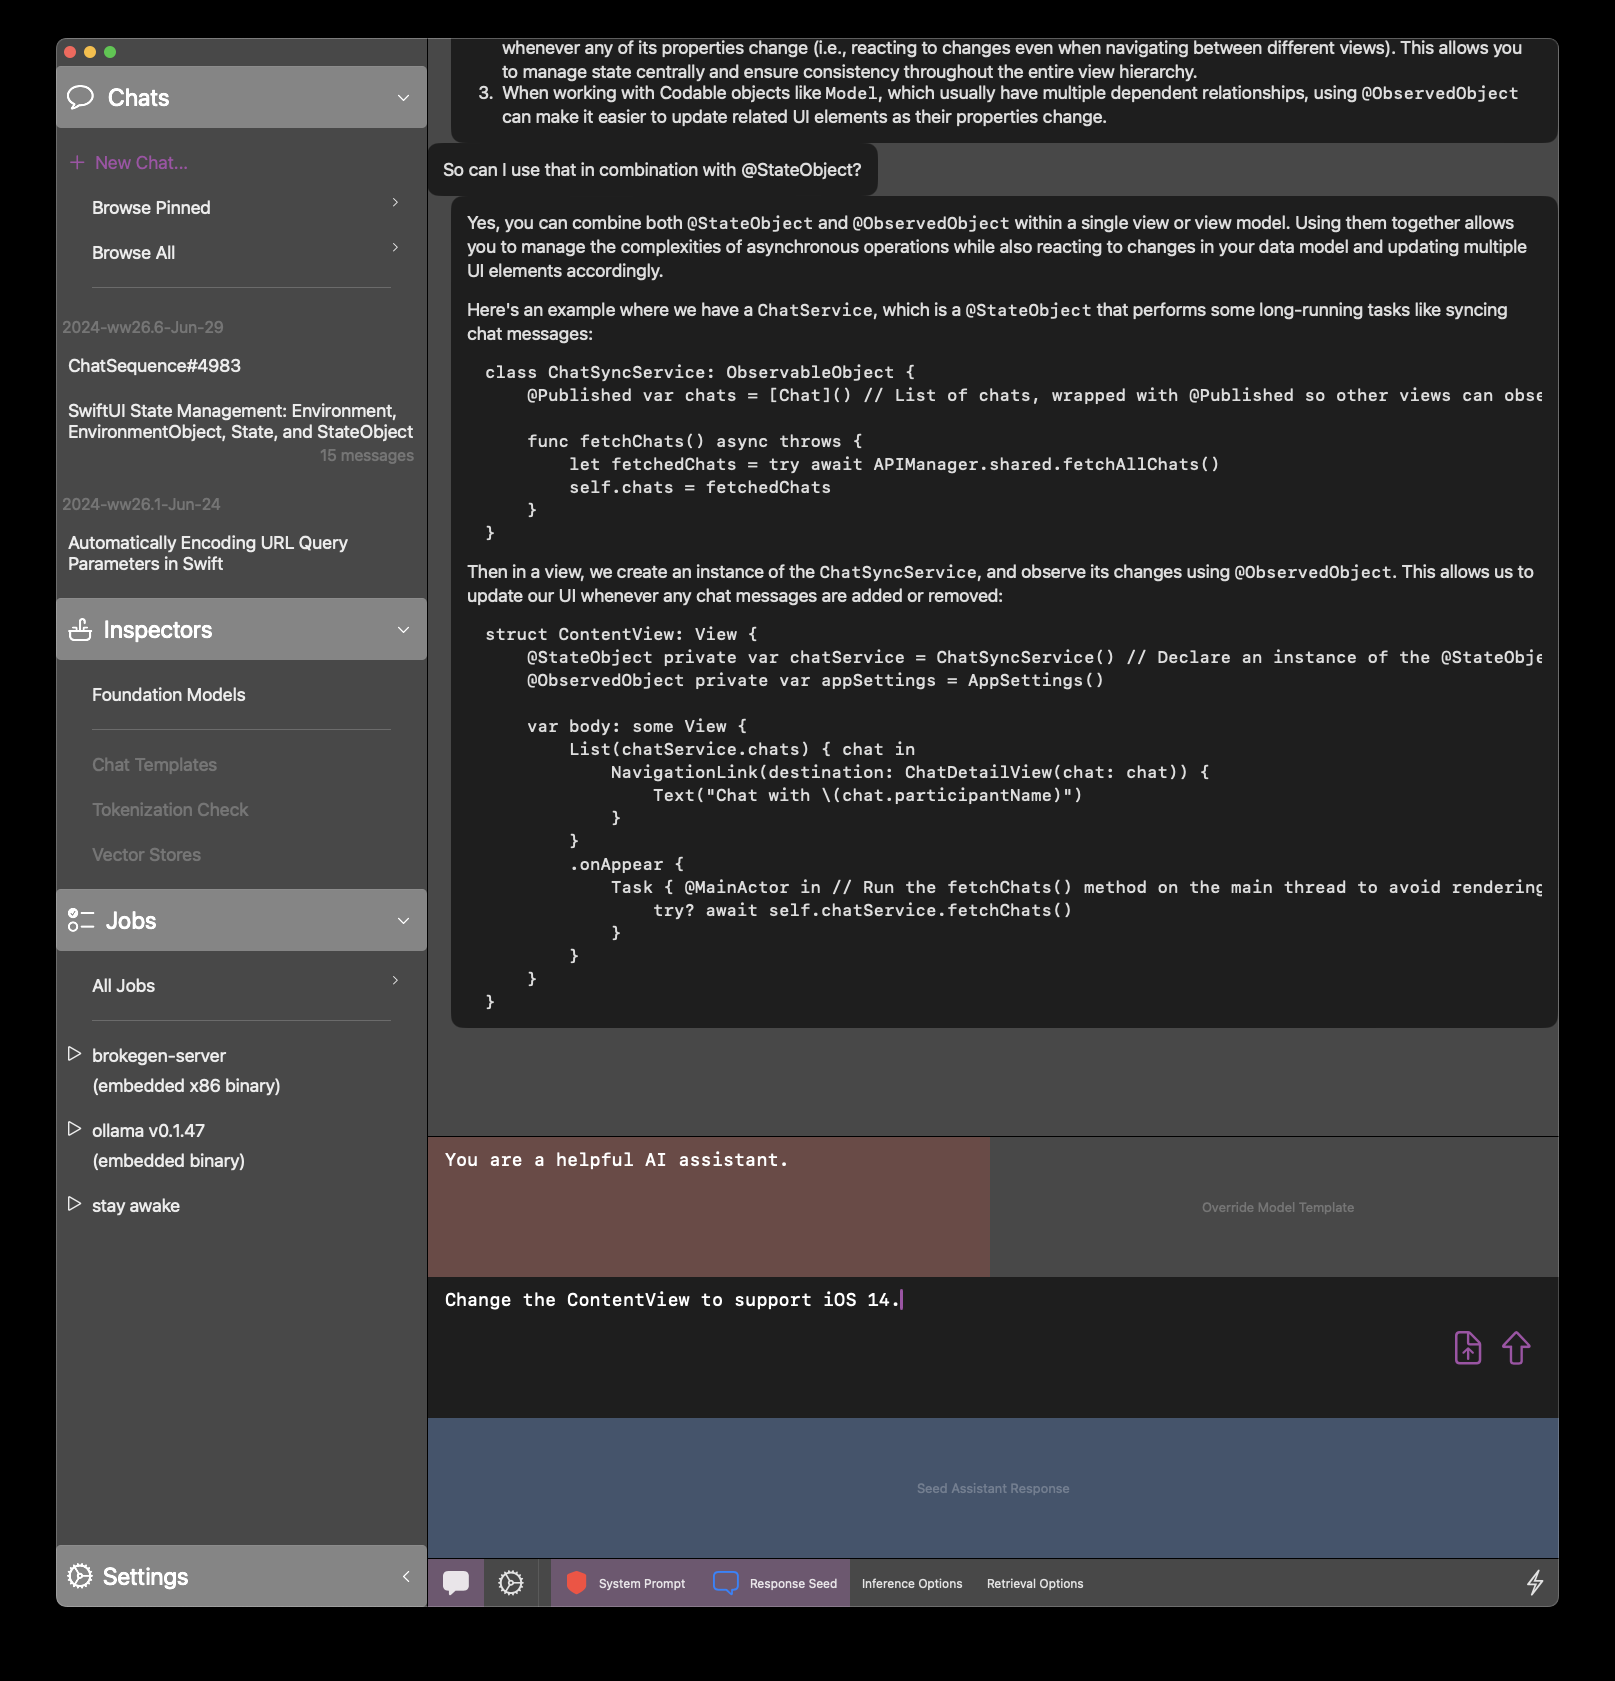 Chats
+ New Chat...
Browse Pinned
Browse All
2024-ww26.6-Jun-29
ChatSequence#4983
SwiftUI State Management: Environment,
EnvironmentObject, State, and StateObject
15 messages
2024-ww26.1-Jun-24
Automatically Encoding URL Query
Parameters in Swift
Inspectors
Foundation Models
Chat Templates
Tokenization Check
Vector Stores
Jobs
All Jobs
brokegen-server
(embedded x86 binary)
ollama v0.1.47
(embedded binary)
stay awake
Settings
whenever any of its properties change (i.e., reacting to changes even when navigating between different views). This allows you
to manage state centrally and ensure consistency throughout the entire view hierarchy.
3. When working with Codable objects like Model, which usually have multiple dependent relationships, using @ObservedObject
can make it easier to update related UI elements as their properties change.
So can I use that in combination with @StateObject?
Yes, you can combine both @StateObject and @ObservedObject within a single view or view model. Using them together allows
you to manage the complexities of asynchronous operations while also reacting to changes in your data model and updating multiple
UI elements accordingly.
Here's an example where we have a ChatService, which is a @StateObject that performs some long-running tasks like syncing
chat messages:
class ChatSyncService: ObservableObject {
    @Published var chats = [Chat]() // List of chats, wrapped with @Published so other views can obse
    func fetchChats() async throws {
        let fetchedChats = try await APIManager.shared.fetchAllChats()
        self.chats = fetchedChats
    }
}
Then in a view, we create an instance of the ChatSyncService, and observe its changes using @ObservedObject. This allows us to
update our UI whenever any chat messages are added or removed:
struct ContentView: View {
    @StateObject private var chatService = ChatSyncService() // Declare an instance of the @StateObje
    @ObservedObject private var appSettings = AppSettings()
    var body: some View {
        List(chatService.chats) { chat in
            NavigationLink(destination: ChatDetailView(chat: chat)) {
                Text("Chat with \(chat.participantName)")
            }
        }
        .onAppear {
            Task { @MainActor in // Run the fetchChats() method on the main thread to avoid rendering
                try? await self.chatService.fetchChats()
            }
        }
    }
}
You are a helpful AI assistant.
Override Model Template
Change the ContentView to support iOS 14.
Seed Assistant Response
System Prompt
Response Seed
Inference Options
Retrieval Options